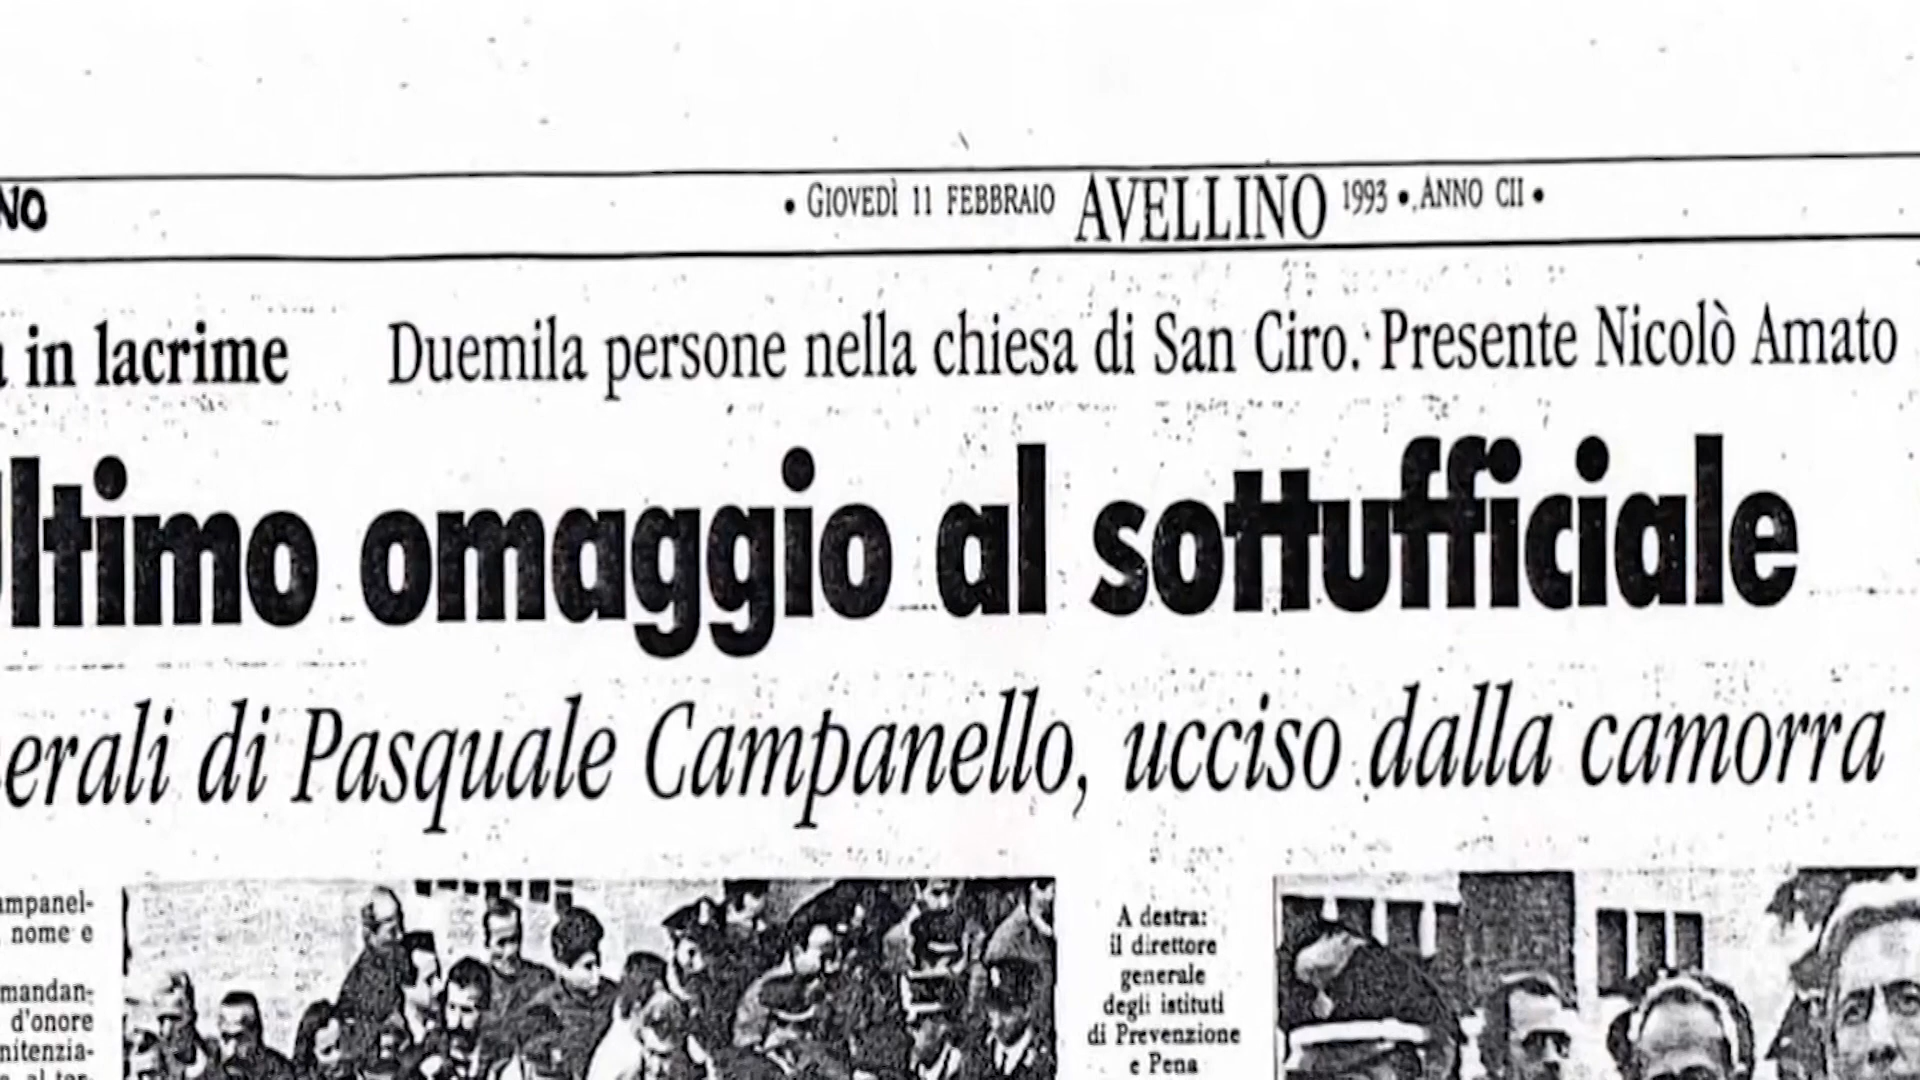 • GIOVEDÌ 11 FEBBRAIO AVELLINO 1993 • ANNO CII •
in lacrime
Duemila persone nella chiesa di San Ciro. Presente Nicolò Amato
ltimo omaggio al sottufficiale
erali di Pasquale Campanello, ucciso dalla camorra
ampanel-
nome e
mandan-
d'onore
nitenzia-
A destra:
il direttore
generale
degli istituti
di Prevenzione
e Pena